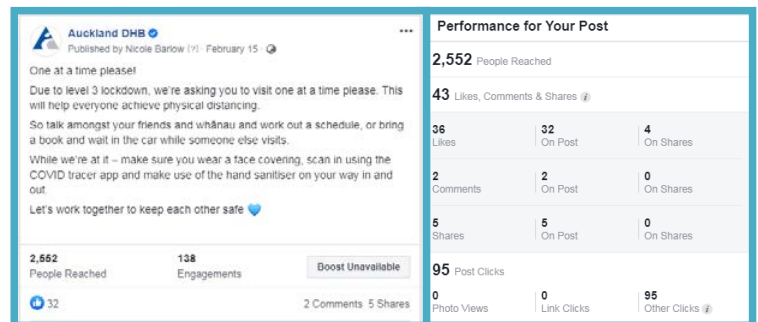 Auckland DHB
Published by Nicole Barlow [?] · February 15 ·
One at a time please!
Due to level 3 lockdown, we're asking you to visit one at a time please. This
will help everyone achieve physical distancing.
So talk amongst your friends and whānau and work out a schedule, or bring
a book and wait in the car while someone else visits.
While we're at it – make sure you wear a face covering, scan in using the
COVID tracer app and make use of the hand sanitiser on your way in and
out.
Let's work together to keep each other safe 💙
2,552 138
People Reached Engagements
Boost Unavailable
32 2 Comments 5 Shares
Performance for Your Post
2,552 People Reached
43 Likes, Comments & Shares
36 32 4
Likes On Post On Shares
2 2 0
Comments On Post On Shares
5 5 0
Shares On Post On Shares
95 Post Clicks
0 0 95
Photo Views Link Clicks Other Clicks